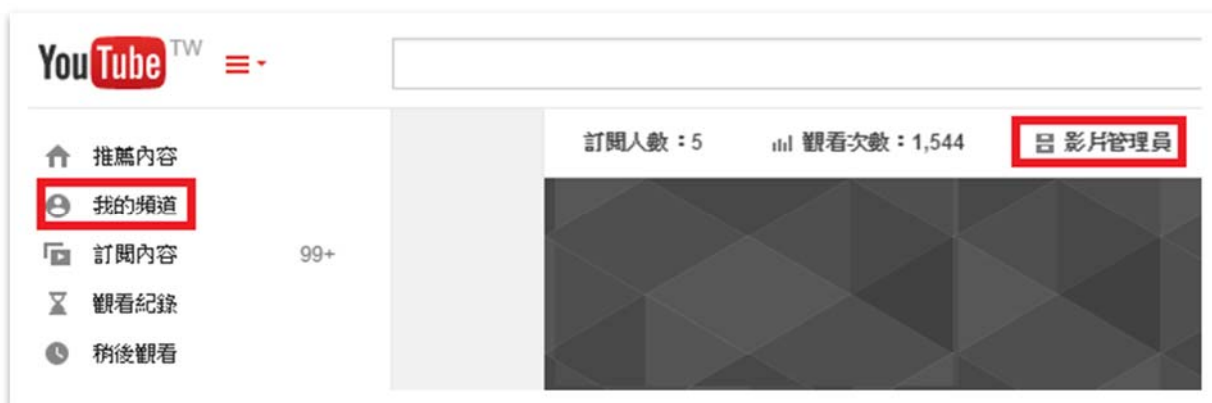 YouTube TW
訂閱人數：5 觀看次數：1,544 影片管理員
推薦內容
我的頻道
訂閱內容 99+
觀看紀錄
稍後觀看